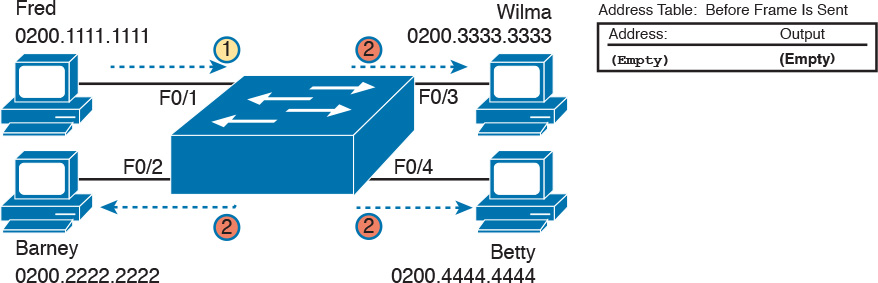 Fred
0200.1111.1111
1
2
Wilma
0200.3333.3333
F0/1
F0/3
F0/2
F0/4
2
2
Barney
0200.2222.2222
Betty
0200.4444.4444
Address Table: Before Frame Is Sent
Address: Output
(Empty) (Empty)